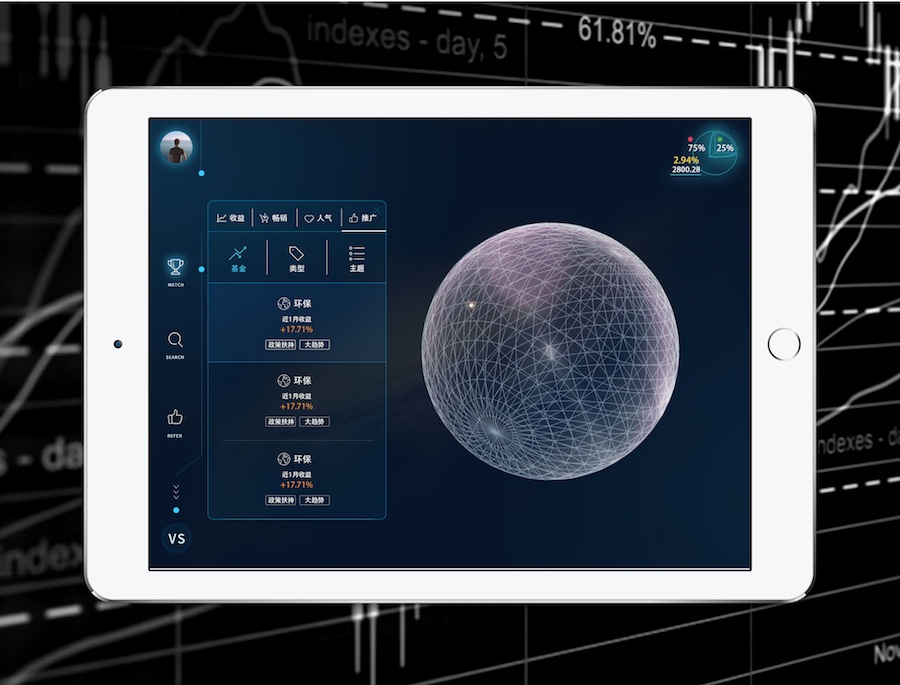 indexes - day, 5
61.81%
75%
25%
2.94%
2800.28
收益 畅销 人气 推广
基金 类型 主题
MATCH
环保
近1月收益
+17.71%
政策扶持 大趋势
SEARCH
环保
近1月收益
+17.71%
政策扶持 大趋势
REFER
环保
近1月收益
+17.71%
政策扶持 大趋势
VS
s - da
indexes - d
index
Nov